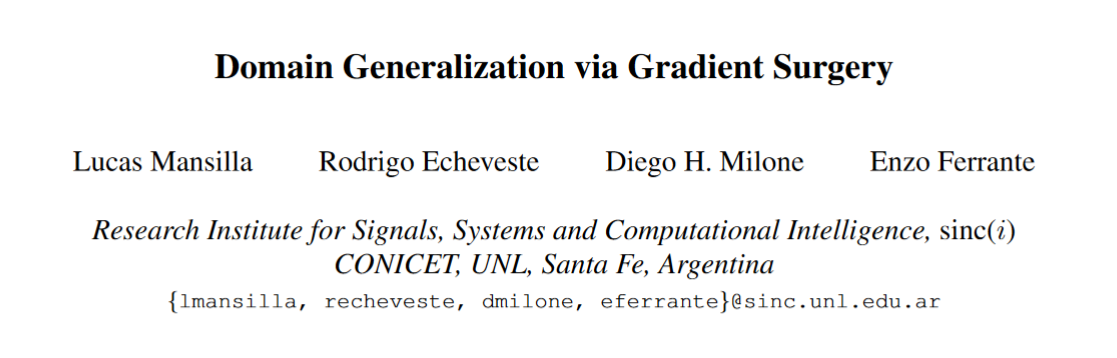 Domain Generalization via Gradient Surgery
Lucas Mansilla Rodrigo Echeveste Diego H. Milone Enzo Ferrante
Research Institute for Signals, Systems and Computational Intelligence, sinc(i)
CONICET, UNL, Santa Fe, Argentina
{lmansilla, recheveste, dmilone, eferrante}@sinc.unl.edu.ar